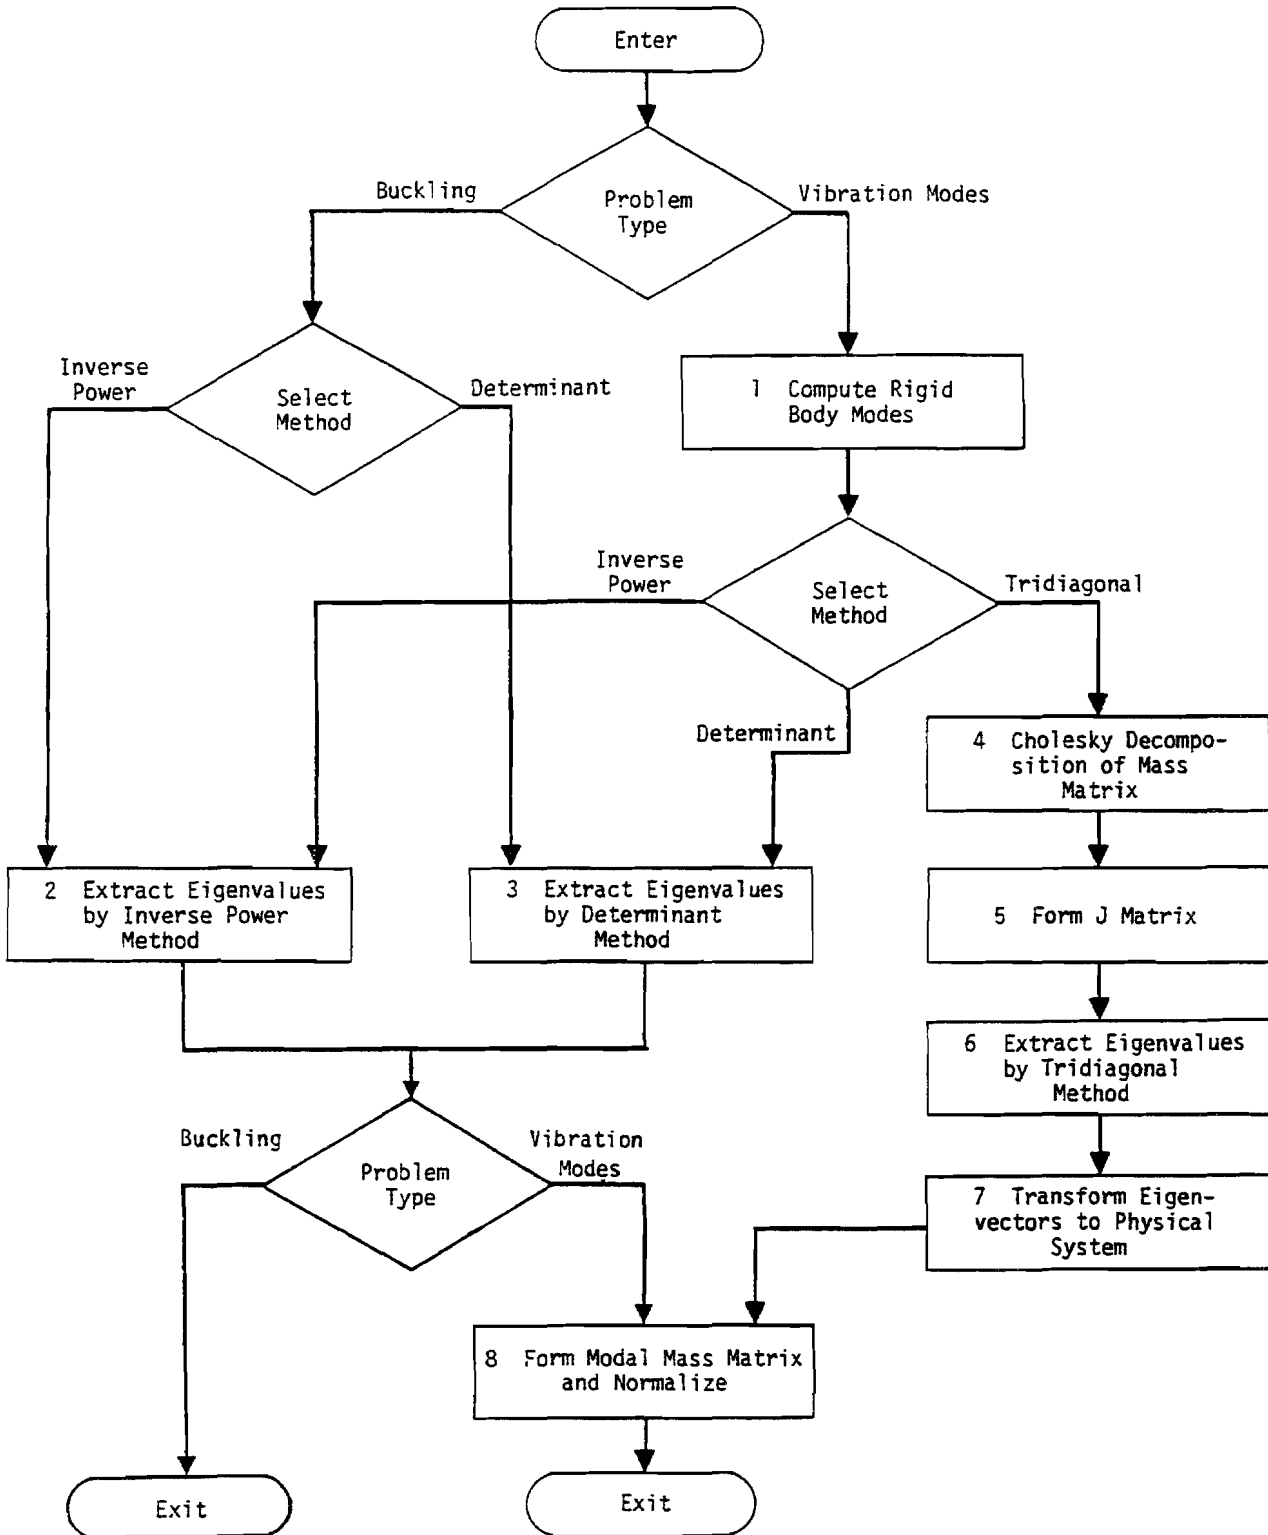 Enter
Buckling
Problem
Type
Vibration Modes
Inverse
Power
Select
Method
Determinant
1 Compute Rigid
Body Modes
Inverse
Power
Select
Method
Tridiagonal
Determinant
4 Cholesky Decompo-
sition of Mass
Matrix
2 Extract Eigenvalues
by Inverse Power
Method
3 Extract Eigenvalues
by Determinant
Method
5 Form J Matrix
6 Extract Eigenvalues
by Tridiagonal
Method
Buckling
Problem
Type
Vibration
Modes
7 Transform Eigen-
vectors to Physical
System
8 Form Modal Mass Matrix
and Normalize
Exit
Exit